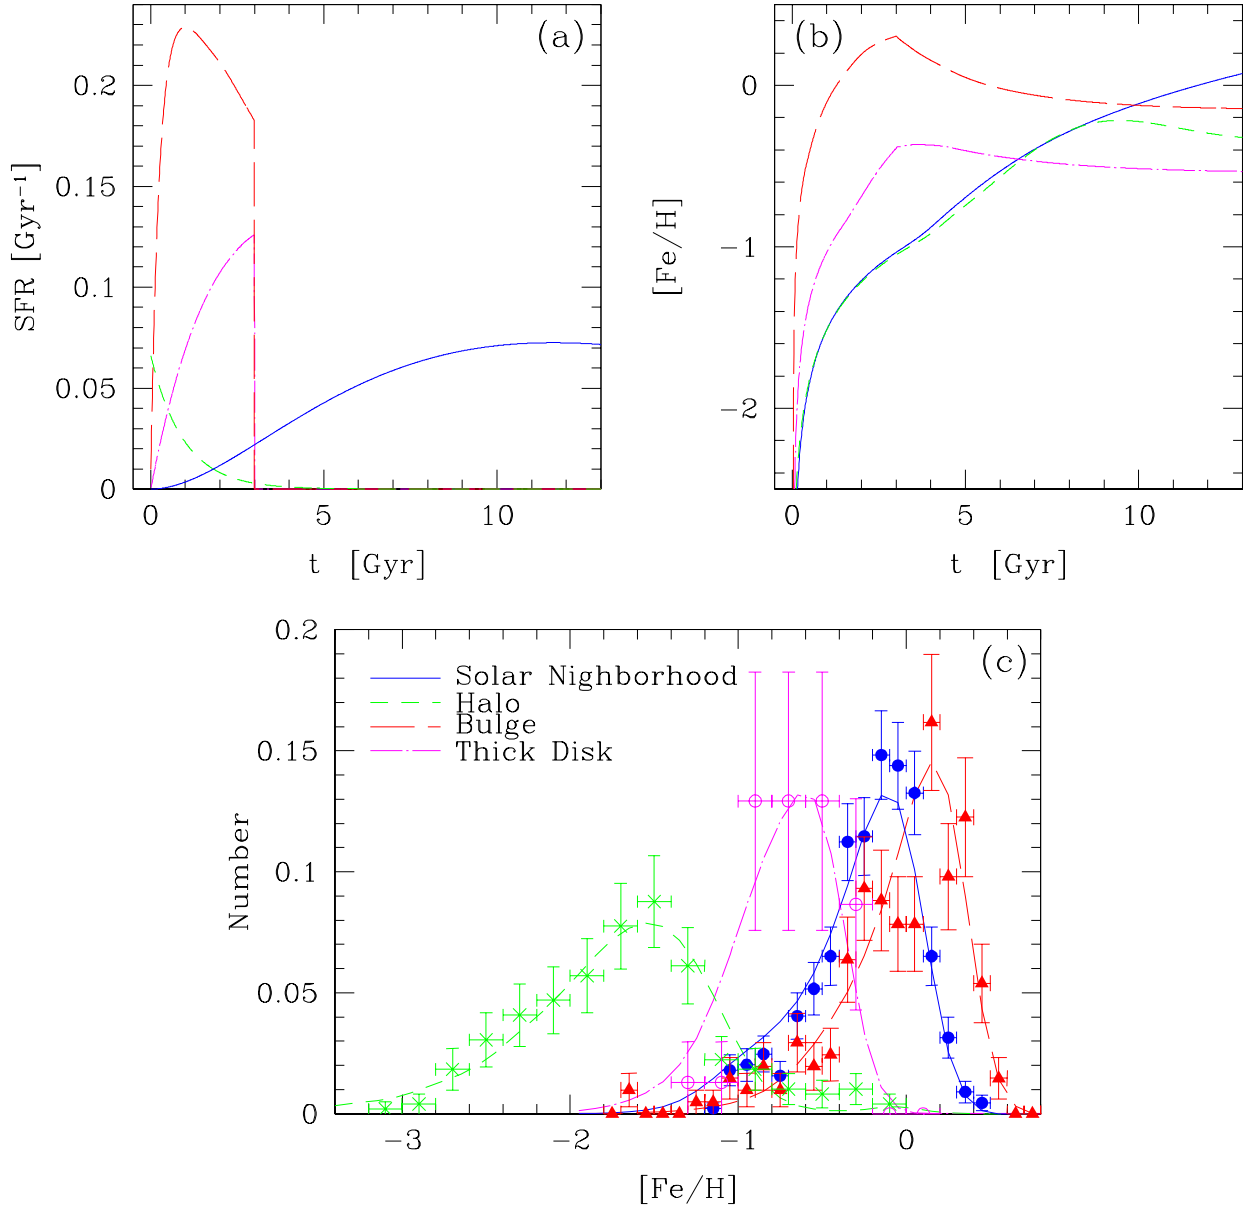 (a)
0.2
0.15
0.1
0.05
0
SFR [Gyr⁻¹]
0 5 10
t [Gyr]
(b)
0
−1
−2
[Fe/H]
0 5 10
t [Gyr]
(c)
Solar Nighborhood
Halo
Bulge
Thick Disk
0.2
0.15
0.1
0.05
0
Number
−3 −2 −1 0
[Fe/H]